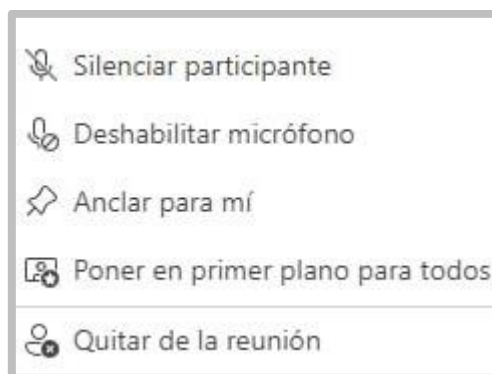 Silenciar participante
Deshabilitar micrófono
Anclar para mí
Poner en primer plano para todos
Quitar de la reunión